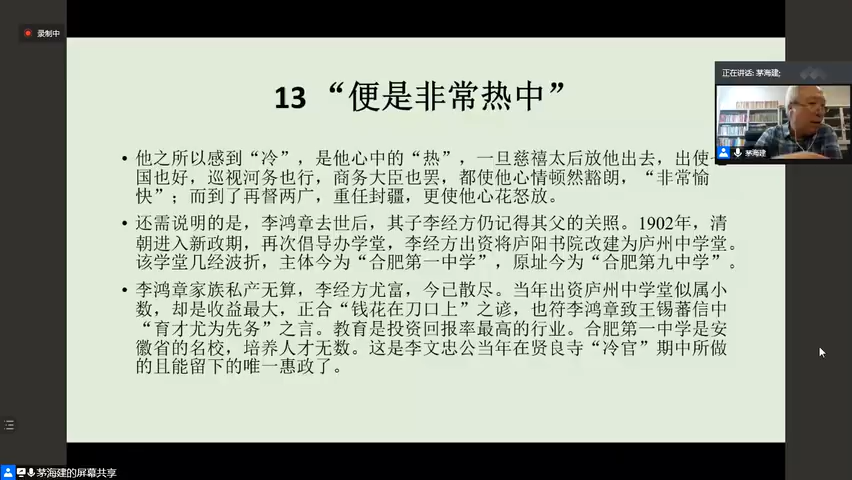 录制中
正在讲话: 茅海建;
茅海建
13 “便是非常热中”
• 他之所以感到“冷”，是他心中的“热”，一旦慈禧太后放他出去，出使
国也好，巡视河务也行，商务大臣也罢，都使他心情顿然豁朗，“非常愉
快”；而到了再督两广，重任封疆，更使他心花怒放。
• 还需说明的是，李鸿章去世后，其子李经方仍记得其父的关照。1902年，清
朝进入新政期，再次倡导办学堂，李经方出资将庐阳书院改建为庐州中学堂。
该学堂几经波折，主体今为“合肥第一中学”，原址今为“合肥第九中学”。
• 李鸿章家族私产无算，李经方尤富，今已散尽。当年出资庐州中学堂似属小
数，却是收益最大，正合“钱花在刀口上”之谚，也符李鸿章致王锡蕃信中
“育才尤为先务”之言。教育是投资回报率最高的行业。合肥第一中学是安
徽省的名校，培养人才无数。这是李文忠公当年在贤良寺“冷官”期中所做
的且能留下的唯一惠政了。
茅海建的屏幕共享